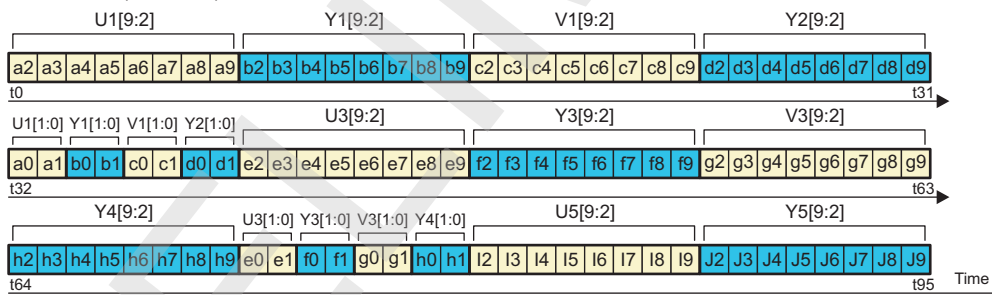 U1[9:2] Y1[9:2] V1[9:2] Y2[9:2]
a2 a3 a4 a5 a6 a7 a8 a9 b2 b3 b4 b5 b6 b7 b8 b9 c2 c3 c4 c5 c6 c7 c8 c9 d2 d3 d4 d5 d6 d7 d8 d9
t0 t31
U1[1:0] Y1[1:0] V1[1:0] Y2[1:0] U3[9:2] Y3[9:2] V3[9:2]
a0 a1 b0 b1 c0 c1 d0 d1 e2 e3 e4 e5 e6 e7 e8 e9 f2 f3 f4 f5 f6 f7 f8 f9 g2 g3 g4 g5 g6 g7 g8 g9
t32 t63
Y4[9:2] U3[1:0] Y3[1:0] V3[1:0] Y4[1:0] U5[9:2] Y5[9:2]
h2 h3 h4 h5 h6 h7 h8 h9 e0 e1 f0 f1 g0 g1 h0 h1 I2 I3 I4 I5 I6 I7 I8 I9 J2 J3 J4 J5 J6 J7 J8 J9
t64 t95 Time